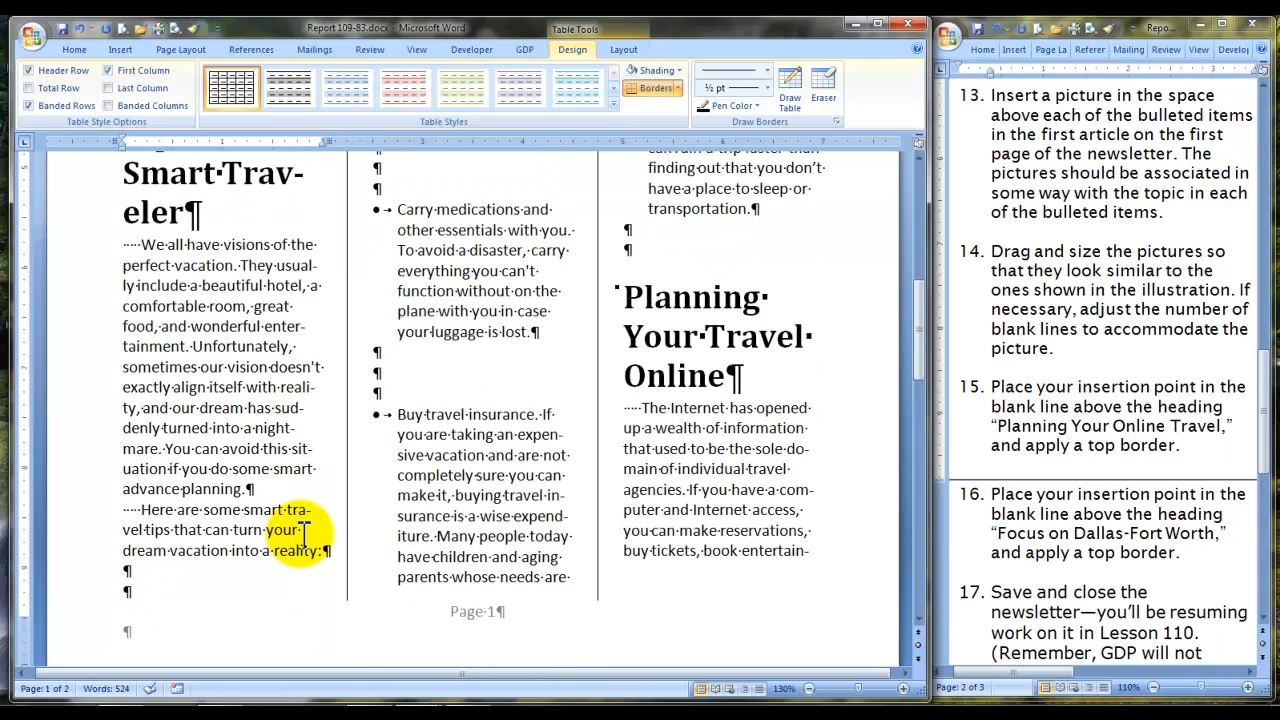 Report 109-83.docx - Microsoft Word
Table Tools
Repo...
Home Insert Page Layout References Mailings Review View Developer GDP Design Layout
Home Insert Page La Referer Mailing Review View Develop
Header Row First Column
Total Row Last Column
Banded Rows Banded Columns
Table Style Options
Table Styles
Shading
Borders
½ pt
Pen Color
Draw Table
Eraser
Draw Borders
1 2 3 4 5 6 7
1 2 3
Smart·Trav-
eler¶
·····We·all·have·visions·of·the·
perfect·vacation.·They·usual-
ly·include·a·beautiful·hotel,·a·
comfortable·room,·great·
food,·and·wonderful·enter-
tainment.·Unfortunately,·
sometimes·our·vision·doesn't·
exactly·align·itself·with·reali-
ty,·and·our·dream·has·sud-
denly·turned·into·a·night-
mare.·You·can·avoid·this·sit-
uation·if·you·do·some·smart·
advance·planning.¶
·····Here·are·some·smart·tra-
vel·tips·that·can·turn·your·
dream·vacation·into·a·reality:¶
¶
¶
¶
¶
¶
¶
●→Carry·medications·and·
other·essentials·with·you.·
To·avoid·a·disaster,·carry·
everything·you·can't·
function·without·on·the·
plane·with·you·in·case·
your·luggage·is·lost.¶
¶
¶
¶
●→Buy·travel·insurance.·If·
you·are·taking·an·expen-
sive·vacation·and·are·not·
completely·sure·you·can·
make·it,·buying·travel·in-
surance·is·a·wise·expend-
iture.·Many·people·today·
have·children·and·aging·
parents·whose·needs·are·
finding·out·that·you·don't·
have·a·place·to·sleep·or·
transportation.¶
¶
¶
Planning·
Your·Travel·
Online¶
·····The·Internet·has·opened·
up·a·wealth·of·information·
that·used·to·be·the·sole·do-
main·of·individual·travel·
agencies.·If·you·have·a·com-
puter·and·Internet·access,·
you·can·make·reservations,·
buy·tickets,·book·entertain-
Page·1¶
Page: 1 of 2 Words: 524 130%
13. Insert a picture in the space
above each of the bulleted items
in the first article on the first
page of the newsletter. The
pictures should be associated in
some way with the topic in each
of the bulleted items.
14. Drag and size the pictures so
that they look similar to the
ones shown in the illustration. If
necessary, adjust the number of
blank lines to accommodate the
picture.
15. Place your insertion point in the
blank line above the heading
“Planning Your Online Travel,”
and apply a top border.
16. Place your insertion point in the
blank line above the heading
“Focus on Dallas-Fort Worth,”
and apply a top border.
17. Save and close the
newsletter—you’ll be resuming
work on it in Lesson 110.
(Remember, GDP will not
Page: 2 of 3 110%